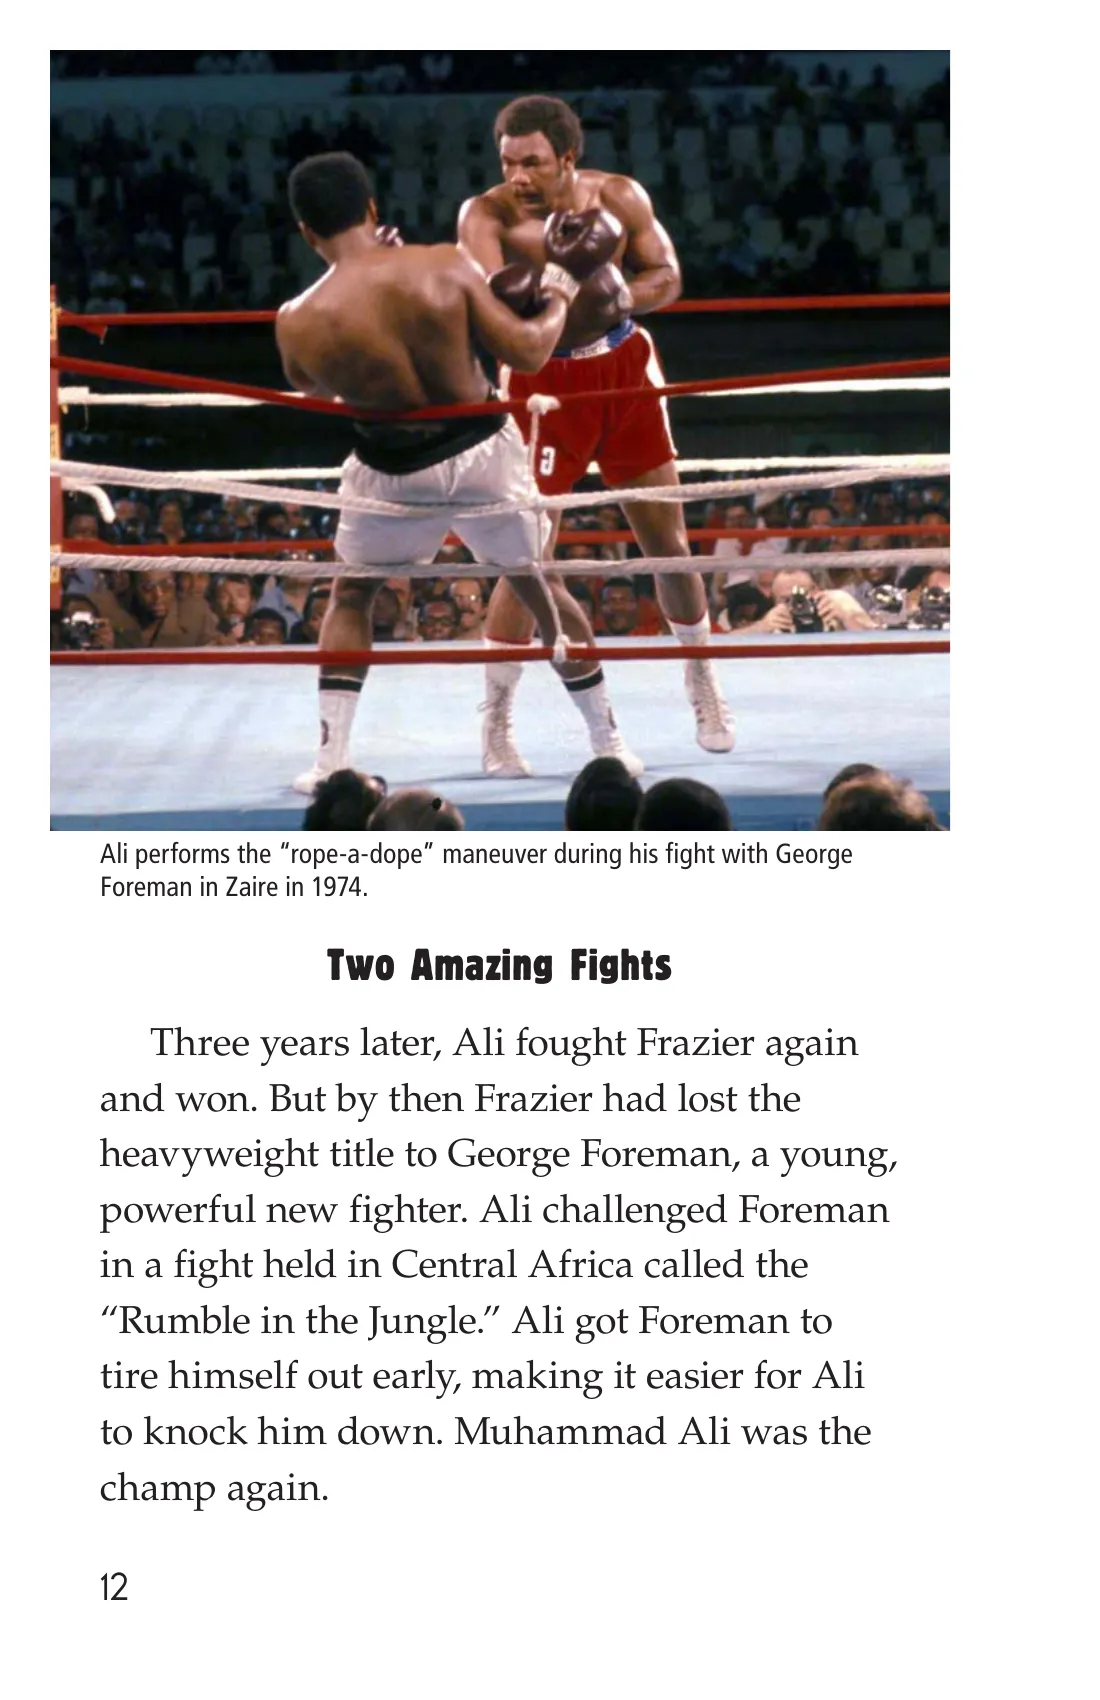 Ali performs the “rope-a-dope” maneuver during his fight with George
Foreman in Zaire in 1974.
Two Amazing Fights
Three years later, Ali fought Frazier again
and won. But by then Frazier had lost the
heavyweight title to George Foreman, a young,
powerful new fighter. Ali challenged Foreman
in a fight held in Central Africa called the
“Rumble in the Jungle.” Ali got Foreman to
tire himself out early, making it easier for Ali
to knock him down. Muhammad Ali was the
champ again.
12